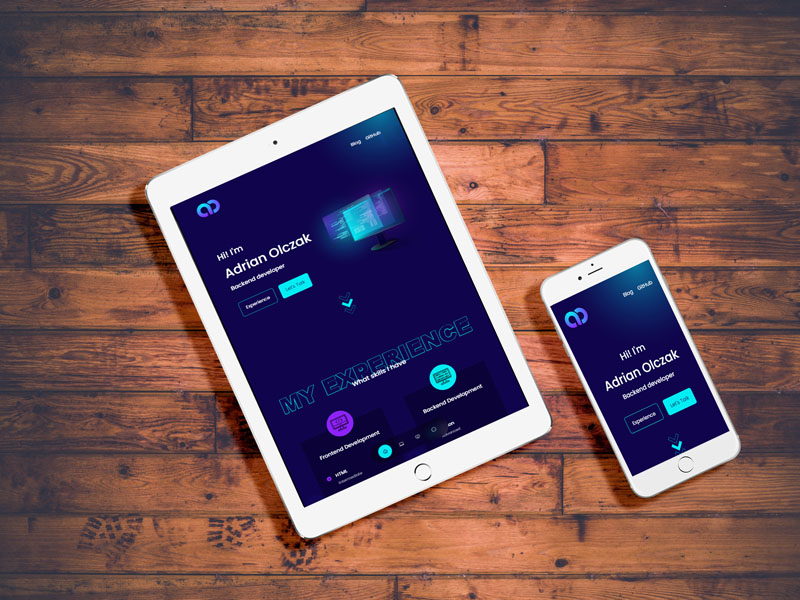 Blog GitHub
Hi! I'm
Adrian Olczak
Backend developer
Experience Let's Talk
MY EXPERIENCE
What skills I have
Frontend Development
Backend Development
HTML
Intermediate
Blog GitHub
Hi! I'm
Adrian Olczak
Backend developer
Experience Let's Talk